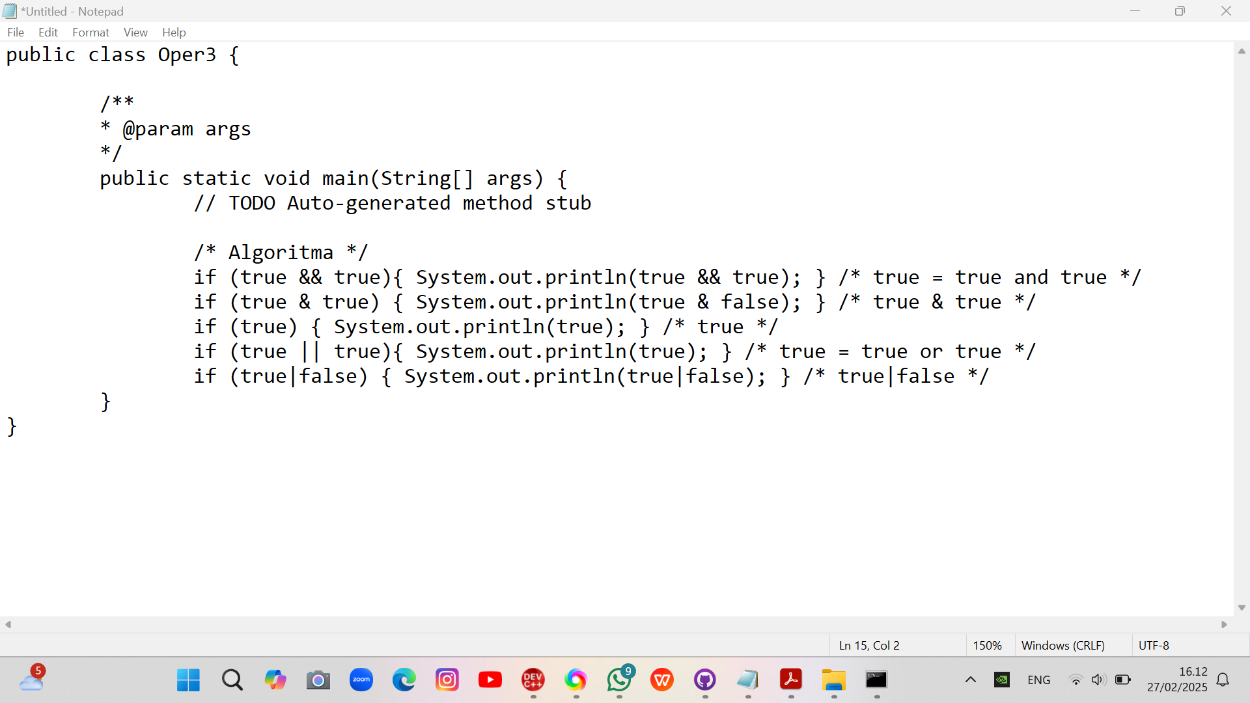 *Untitled - Notepad
File Edit Format View Help
public class Oper3 {
/**
* @param args
*/
public static void main(String[] args) {
// TODO Auto-generated method stub
/* Algoritma */
if (true && true){ System.out.println(true && true); } /* true = true and true */
if (true & true) { System.out.println(true & false); } /* true & true */
if (true) { System.out.println(true); } /* true */
if (true || true){ System.out.println(true); } /* true = true or true */
if (true|false) { System.out.println(true|false); } /* true|false */
}
}
Ln 15, Col 2 150% Windows (CRLF) UTF-8
5 zoom DEV C++ 9 W ENG 16.12
27/02/2025